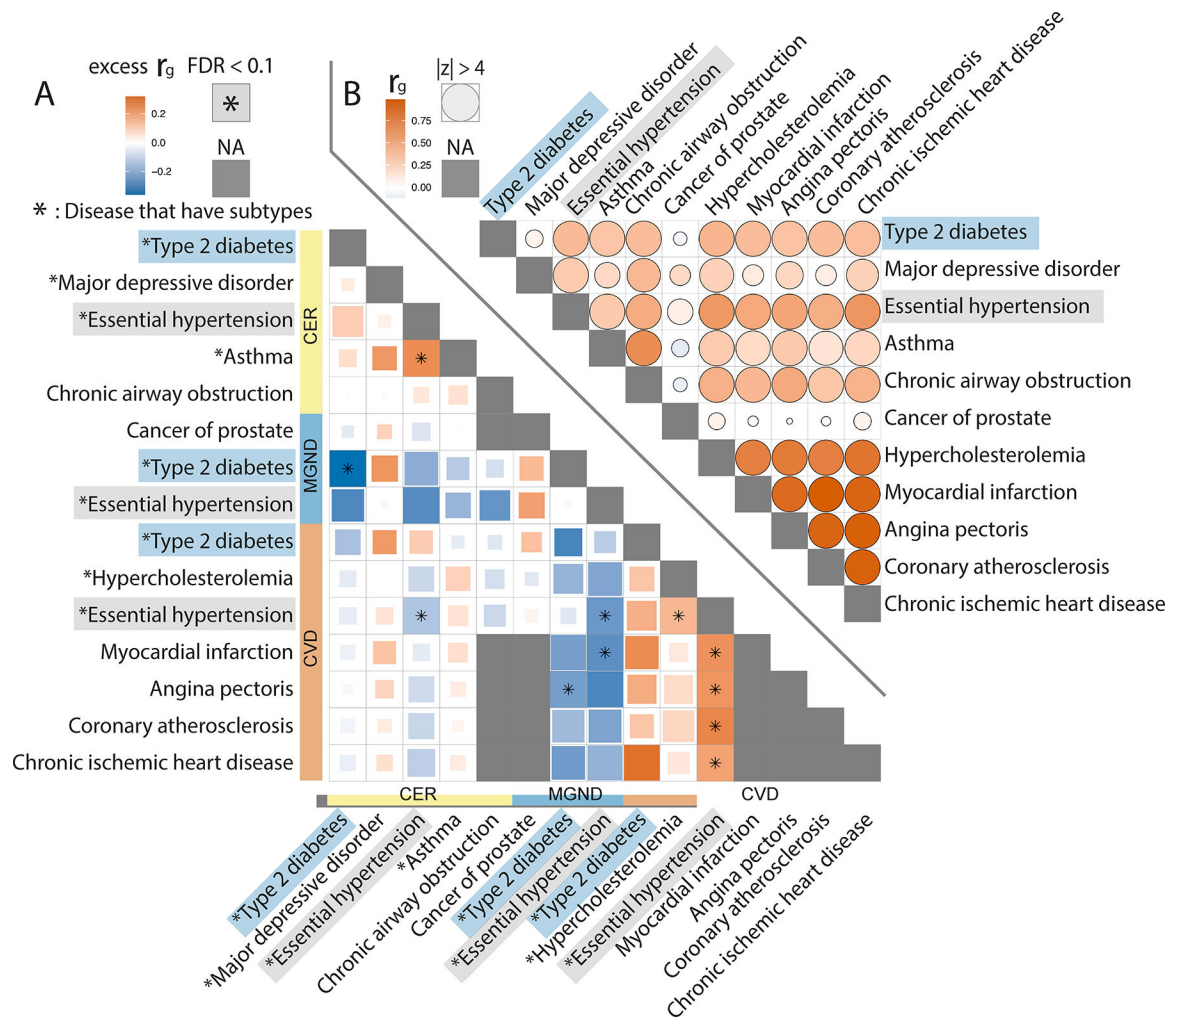 A
excess rg FDR < 0.1
0.2
0.0
−0.2
*
NA
* : Disease that have subtypes
B
rg |z| > 4
0.75
0.50
0.25
0.00
NA
Type 2 diabetes
Major depressive disorder
Essential hypertension
Asthma
Chronic airway obstruction
Cancer of prostate
Hypercholesterolemia
Myocardial infarction
Angina pectoris
Coronary atherosclerosis
Chronic ischemic heart disease
Type 2 diabetes
Major depressive disorder
Essential hypertension
Asthma
Chronic airway obstruction
Cancer of prostate
Hypercholesterolemia
Myocardial infarction
Angina pectoris
Coronary atherosclerosis
Chronic ischemic heart disease
*Type 2 diabetes
*Major depressive disorder
*Essential hypertension
*Asthma
Chronic airway obstruction
Cancer of prostate
*Type 2 diabetes
*Essential hypertension
*Type 2 diabetes
*Hypercholesterolemia
*Essential hypertension
Myocardial infarction
Angina pectoris
Coronary atherosclerosis
Chronic ischemic heart disease
CER
MGND
CVD
*
*
* *
* *
* *
* *
*
*
CER MGND CVD
*Type 2 diabetes
*Major depressive disorder
*Essential hypertension
*Asthma
Chronic airway obstruction
Cancer of prostate
*Type 2 diabetes
*Essential hypertension
*Type 2 diabetes
*Hypercholesterolemia
*Essential hypertension
Myocardial infarction
Angina pectoris
Coronary atherosclerosis
Chronic ischemic heart disease